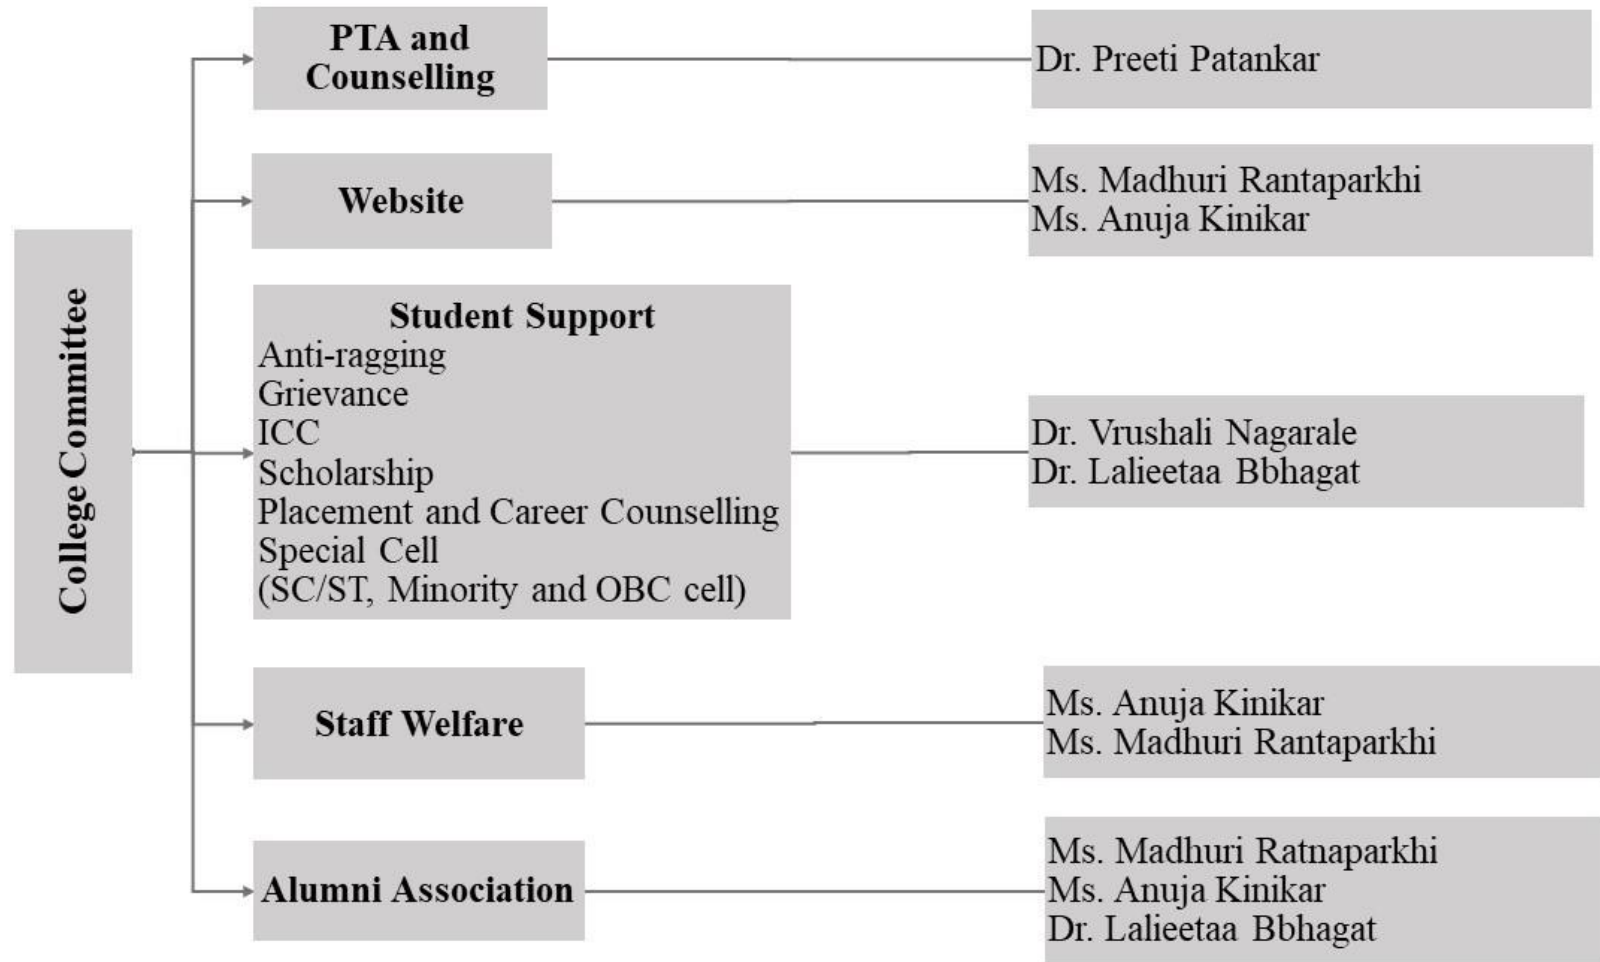 College Committee
PTA and
Counselling
Dr. Preeti Patankar
Website
Ms. Madhuri Rantaparkhi
Ms. Anuja Kinikar
Student Support
Anti-ragging
Grievance
ICC
Scholarship
Placement and Career Counselling
Special Cell
(SC/ST, Minority and OBC cell)
Dr. Vrushali Nagarale
Dr. Lalieetaa Bbhagat
Staff Welfare
Ms. Anuja Kinikar
Ms. Madhuri Rantaparkhi
Alumni Association
Ms. Madhuri Ratnaparkhi
Ms. Anuja Kinikar
Dr. Lalieetaa Bbhagat